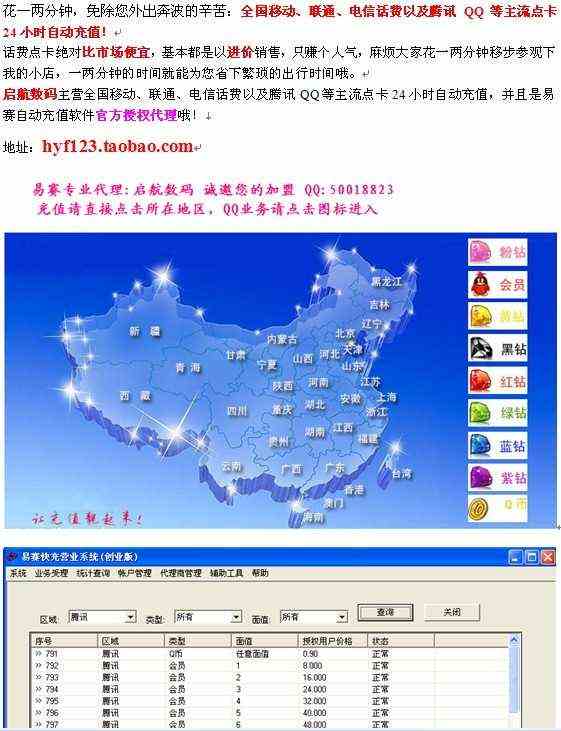 花一两分钟，免除您外出奔波的辛苦：全国移动、联通、电信话费以及腾讯 QQ 等主流点卡
24 小时自动充值！
话费点卡绝对比市场便宜，基本都是以进价销售，只赚个人气，麻烦大家花一两分钟移步参观下
我的小店，一两分钟的时间就能为您省下繁琐的出行时间哦。
启航数码主营全国移动、联通、电信话费以及腾讯 QQ 等主流点卡 24 小时自动充值，并且是易
赛自动充值软件官方授权代理哦！
地址：hyf123.taobao.com
易赛专业代理:启航数码 诚邀您的加盟 QQ:50018823
充值请直接点击所在地区，QQ业务请点击图标进入
黑龙江
吉林
辽宁
新 疆
内蒙古
北京
天津
甘肃
宁夏
山西
河北
山东
青 海
陕西
河南
江苏
西 藏
四川
重庆
湖北
安徽
上海
浙江
贵州
湖南
江西
福建
云南
广西
广东
台湾
香港
澳门
海南
粉钻
会员
黄钻
黑钻
红钻
绿钻
蓝钻
紫钻
Q 币
让充值靓起来！
易赛快充营业系统(创业版)
系统 业务受理 统计查询 帐户管理 代理商管理 辅助工具 帮助
区域: 腾讯 类型: 所有 面值: 所有 查询 关闭
序号 区域 类型 面值 授权用户价格 状态
>> 791 腾讯 Q币 任意面值 0.90 正常
>> 792 腾讯 会员 1 8.000 正常
>> 793 腾讯 会员 2 16.000 正常
>> 794 腾讯 会员 3 24.000 正常
>> 795 腾讯 会员 4 32.000 正常
>> 796 腾讯 会员 5 40.000 正常
>> 797 腾讯 会员 6 48.000 正常